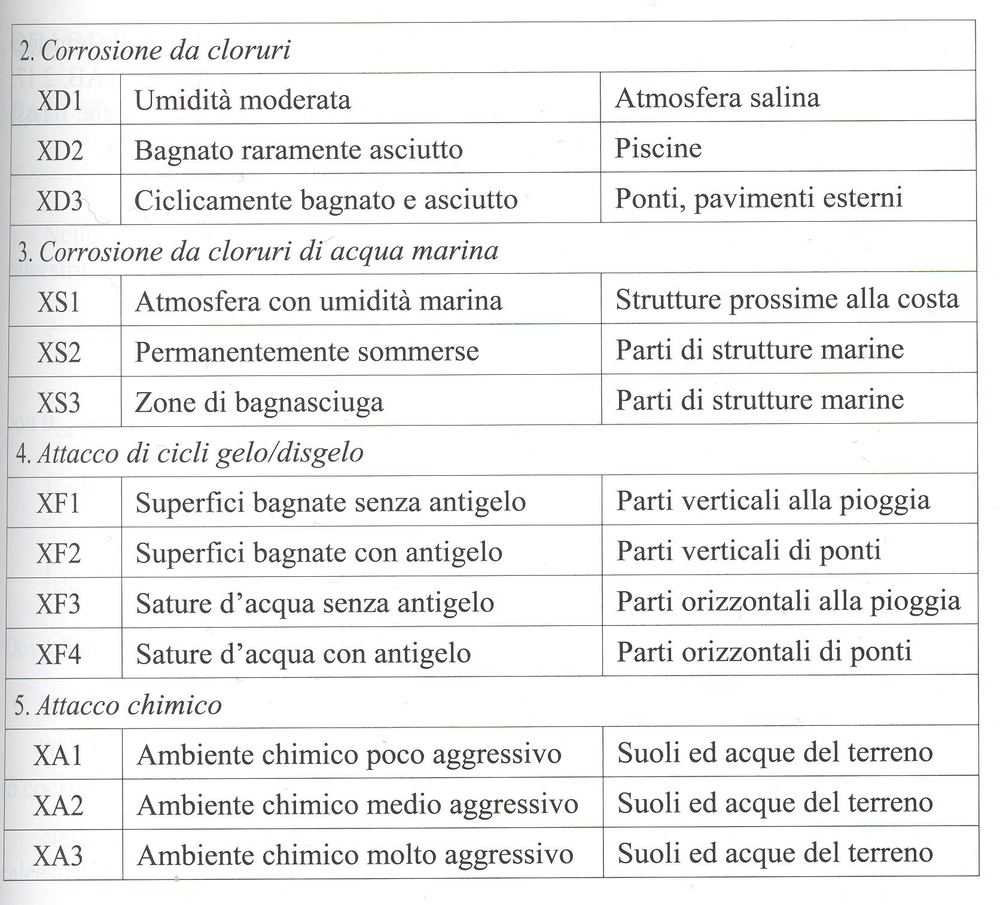 2. Corrosione da cloruri
XD1 Umidità moderata Atmosfera salina
XD2 Bagnato raramente asciutto Piscine
XD3 Ciclicamente bagnato e asciutto Ponti, pavimenti esterni
3. Corrosione da cloruri di acqua marina
XS1 Atmosfera con umidità marina Strutture prossime alla costa
XS2 Permanentemente sommerse Parti di strutture marine
XS3 Zone di bagnasciuga Parti di strutture marine
4. Attacco di cicli gelo/disgelo
XF1 Superfici bagnate senza antigelo Parti verticali alla pioggia
XF2 Superfici bagnate con antigelo Parti verticali di ponti
XF3 Sature d’acqua senza antigelo Parti orizzontali alla pioggia
XF4 Sature d’acqua con antigelo Parti orizzontali di ponti
5. Attacco chimico
XA1 Ambiente chimico poco aggressivo Suoli ed acque del terreno
XA2 Ambiente chimico medio aggressivo Suoli ed acque del terreno
XA3 Ambiente chimico molto aggressivo Suoli ed acque del terreno